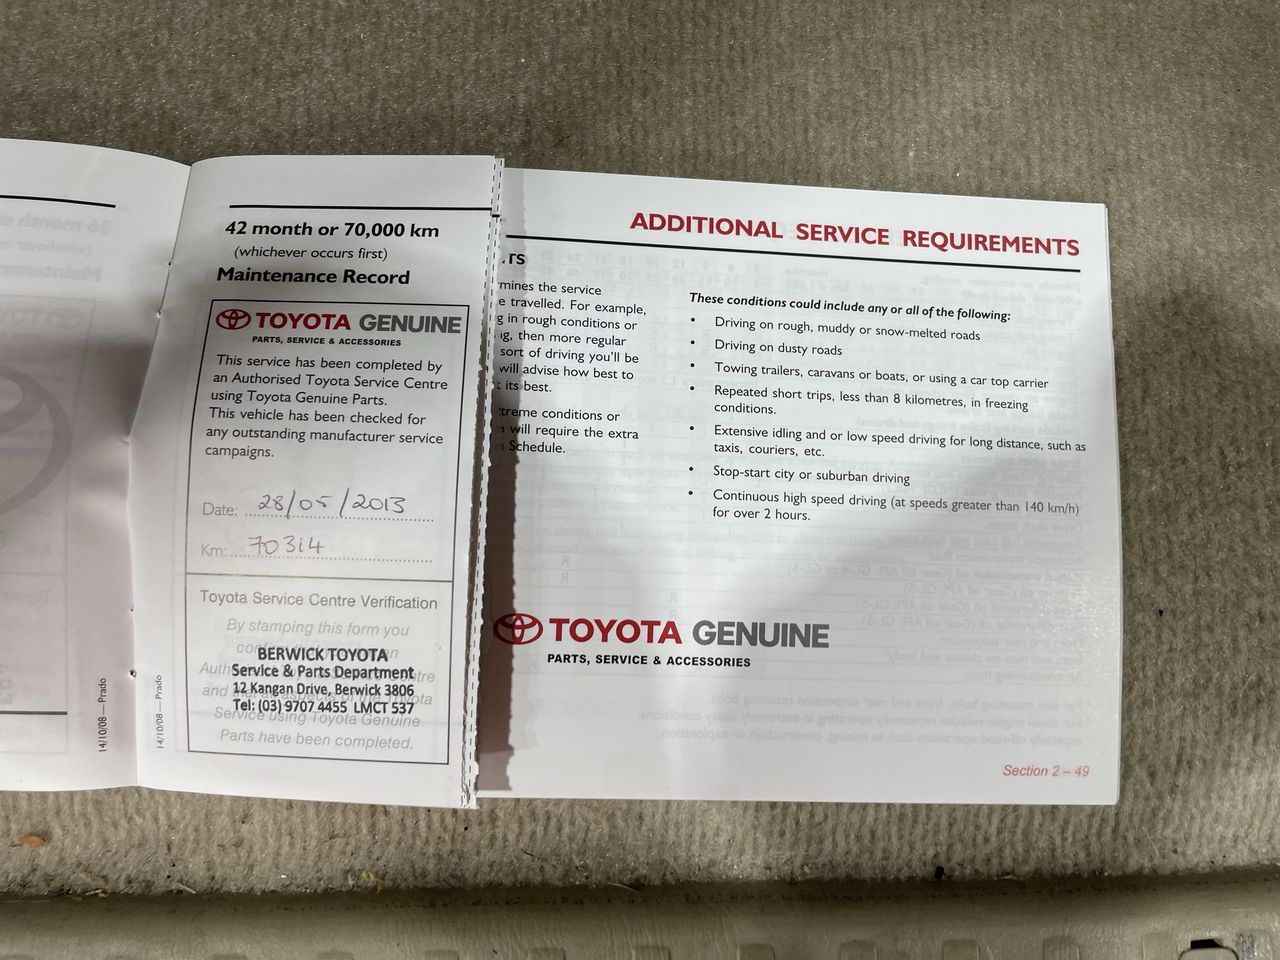 42 month or 70,000 km
(whichever occurs first)
Maintenance Record
TOYOTA GENUINE
PARTS, SERVICE & ACCESSORIES
This service has been completed by
an Authorised Toyota Service Centre
using Toyota Genuine Parts.
This vehicle has been checked for
any outstanding manufacturer service
campaigns.
Date: 28/05/2013
Km: 70314
Toyota Service Centre Verification
By stamping this form you
BERWICK TOYOTA
Service & Parts Department
12 Kangan Drive, Berwick 3806
Tel: (03) 9707 4455 LMCT 537
Service using Toyota Genuine
Parts have been completed.
14/10/08 — Prado
14/10/08 — Prado
ADDITIONAL SERVICE REQUIREMENTS
TS
mines the service
e travelled. For example,
g in rough conditions or
g, then more regular
sort of driving you'll be
will advise how best to
its best.
treme conditions or
will require the extra
Schedule.
These conditions could include any or all of the following:
• Driving on rough, muddy or snow-melted roads
• Driving on dusty roads
• Towing trailers, caravans or boats, or using a car top carrier
• Repeated short trips, less than 8 kilometres, in freezing
conditions.
• Extensive idling and or low speed driving for long distance, such as
taxis, couriers, etc.
• Stop-start city or suburban driving
• Continuous high speed driving (at speeds greater than 140 km/h)
for over 2 hours.
TOYOTA GENUINE
PARTS, SERVICE & ACCESSORIES
Section 2 – 49